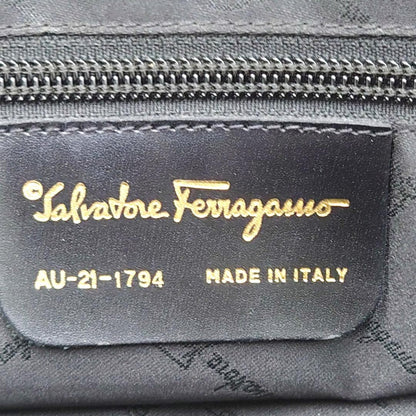 © Salvatore Ferragamo
AU-21-1794 MADE IN ITALY